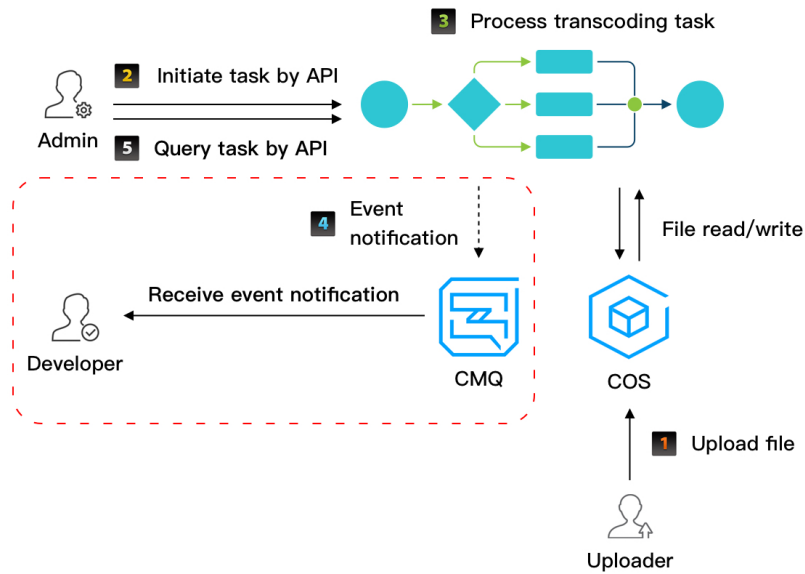 3 Process transcoding task
2 Initiate task by API
Admin
5 Query task by API
4 Event
notification
File read/write
Receive event notification
Developer
CMQ
COS
1 Upload file
Uploader